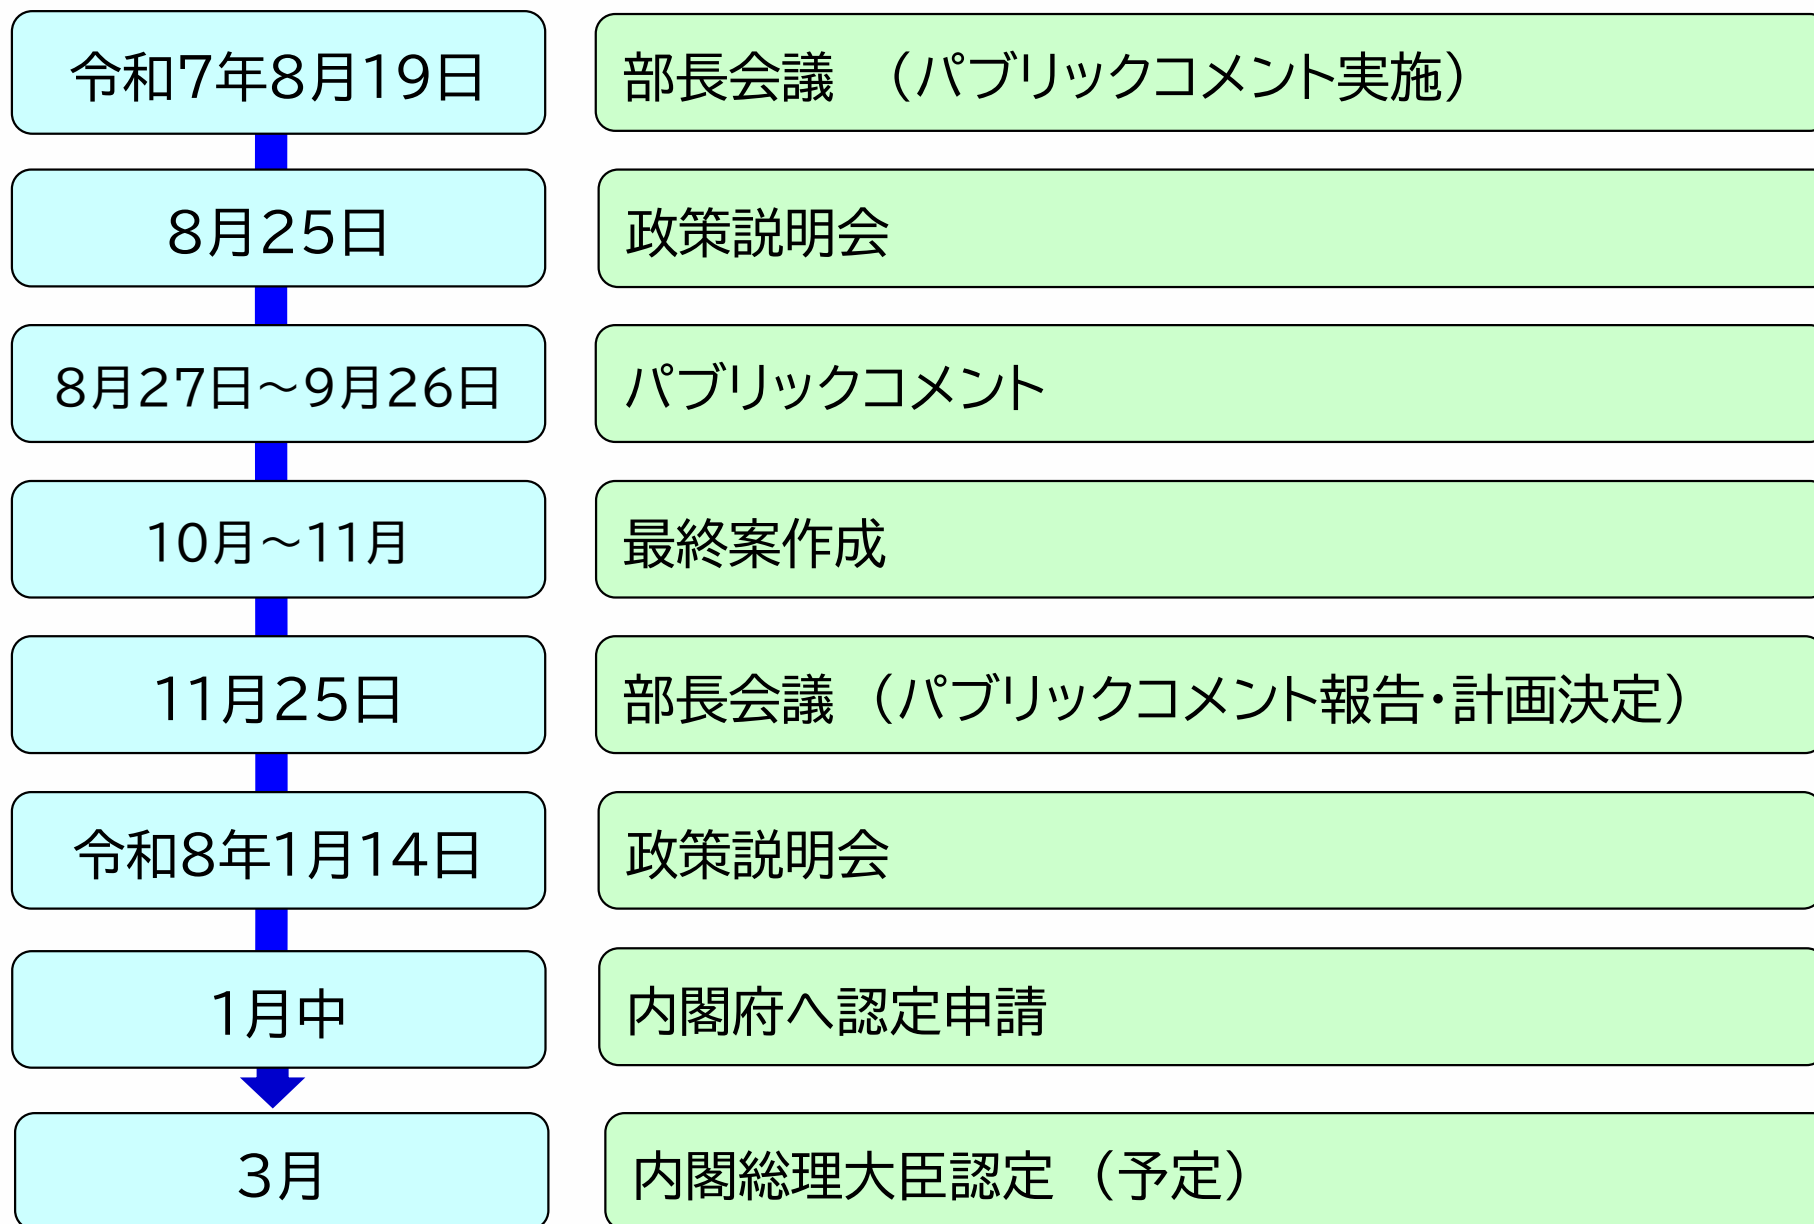 令和7年8月19日
部長会議　（パブリックコメント実施）
8月25日
政策説明会
8月27日～9月26日
パブリックコメント
10月～11月
最終案作成
11月25日
部長会議（パブリックコメント報告・計画決定）
令和8年1月14日
政策説明会
1月中
内閣府へ認定申請
3月
内閣総理大臣認定（予定）